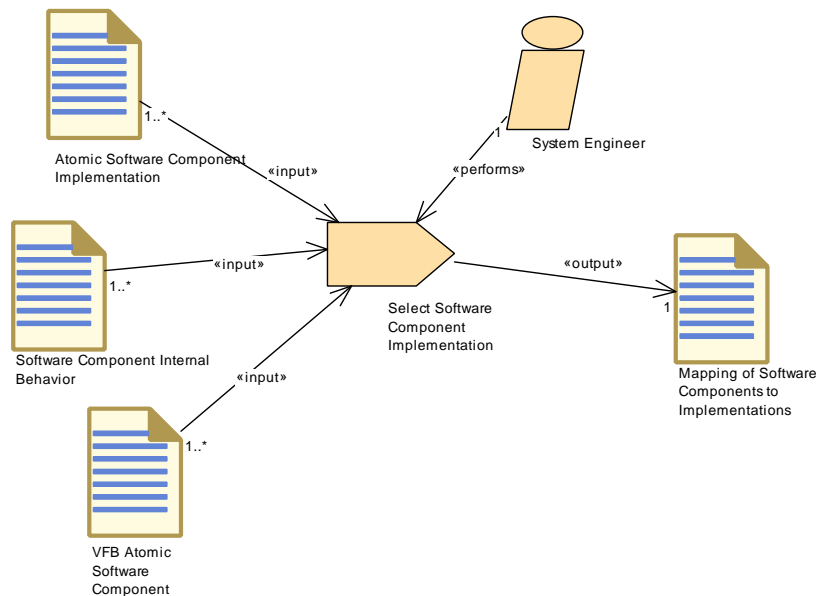 1..*
Atomic Software Component
Implementation
«input»
1
System Engineer
«performs»
1..*
Software Component Internal
Behavior
«input»
Select Software
Component
Implementation
«output»
1
Mapping of Software
Components to
Implementations
«input»
1..*
VFB Atomic
Software
Component